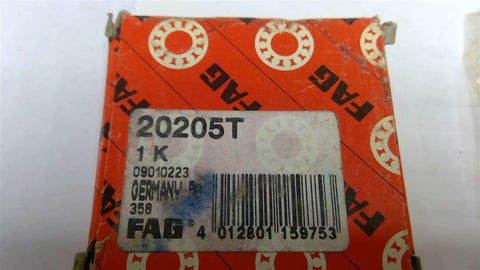 FAG
FAG
20205T
1 K
09010223
GERMANY
358
FAG® 4 012801 159753